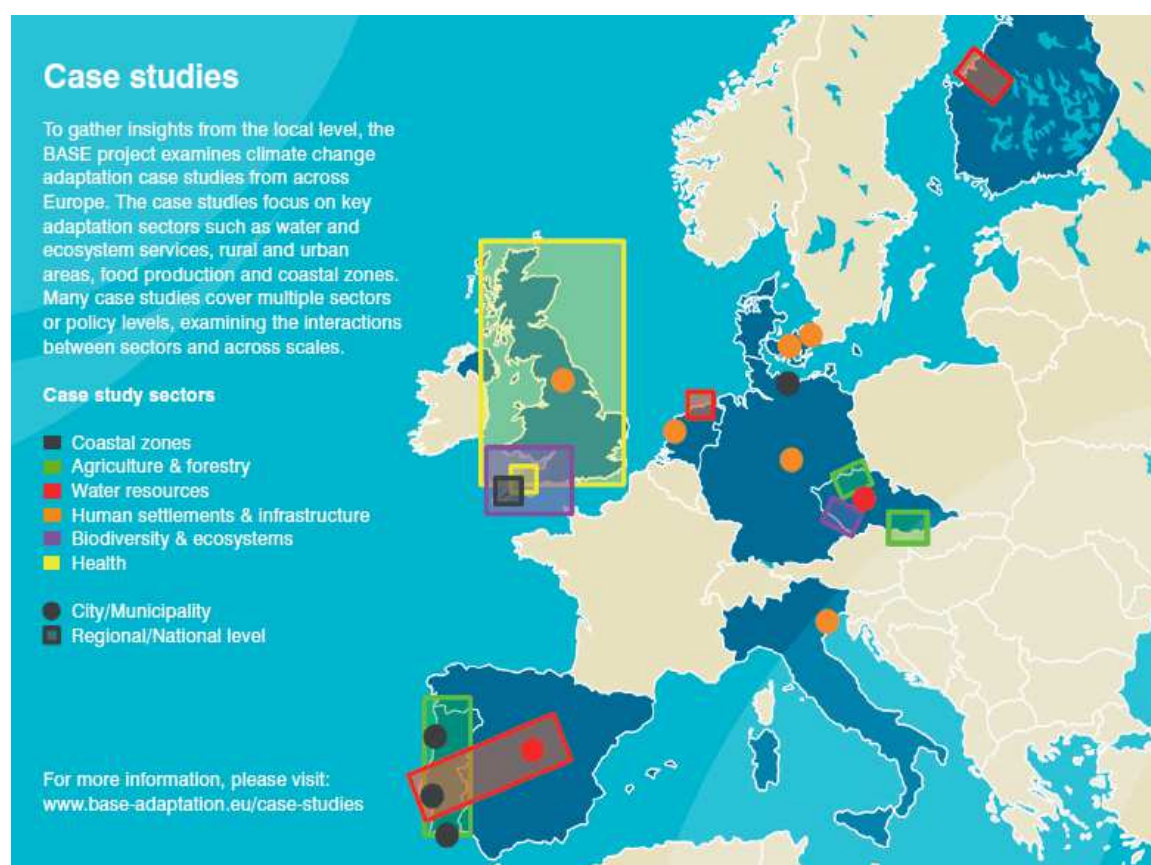 Case studies
To gather insights from the local level, the
BASE project examines climate change
adaptation case studies from across
Europe. The case studies focus on key
adaptation sectors such as water and
ecosystem services, rural and urban
areas, food production and coastal zones.
Many case studies cover multiple sectors
or policy levels, examining the interactions
between sectors and across scales.
Case study sectors
Coastal zones
Agriculture & forestry
Water resources
Human settlements & infrastructure
Biodiversity & ecosystems
Health
City/Municipality
Regional/National level
For more information, please visit:
www.base-adaptation.eu/case-studies